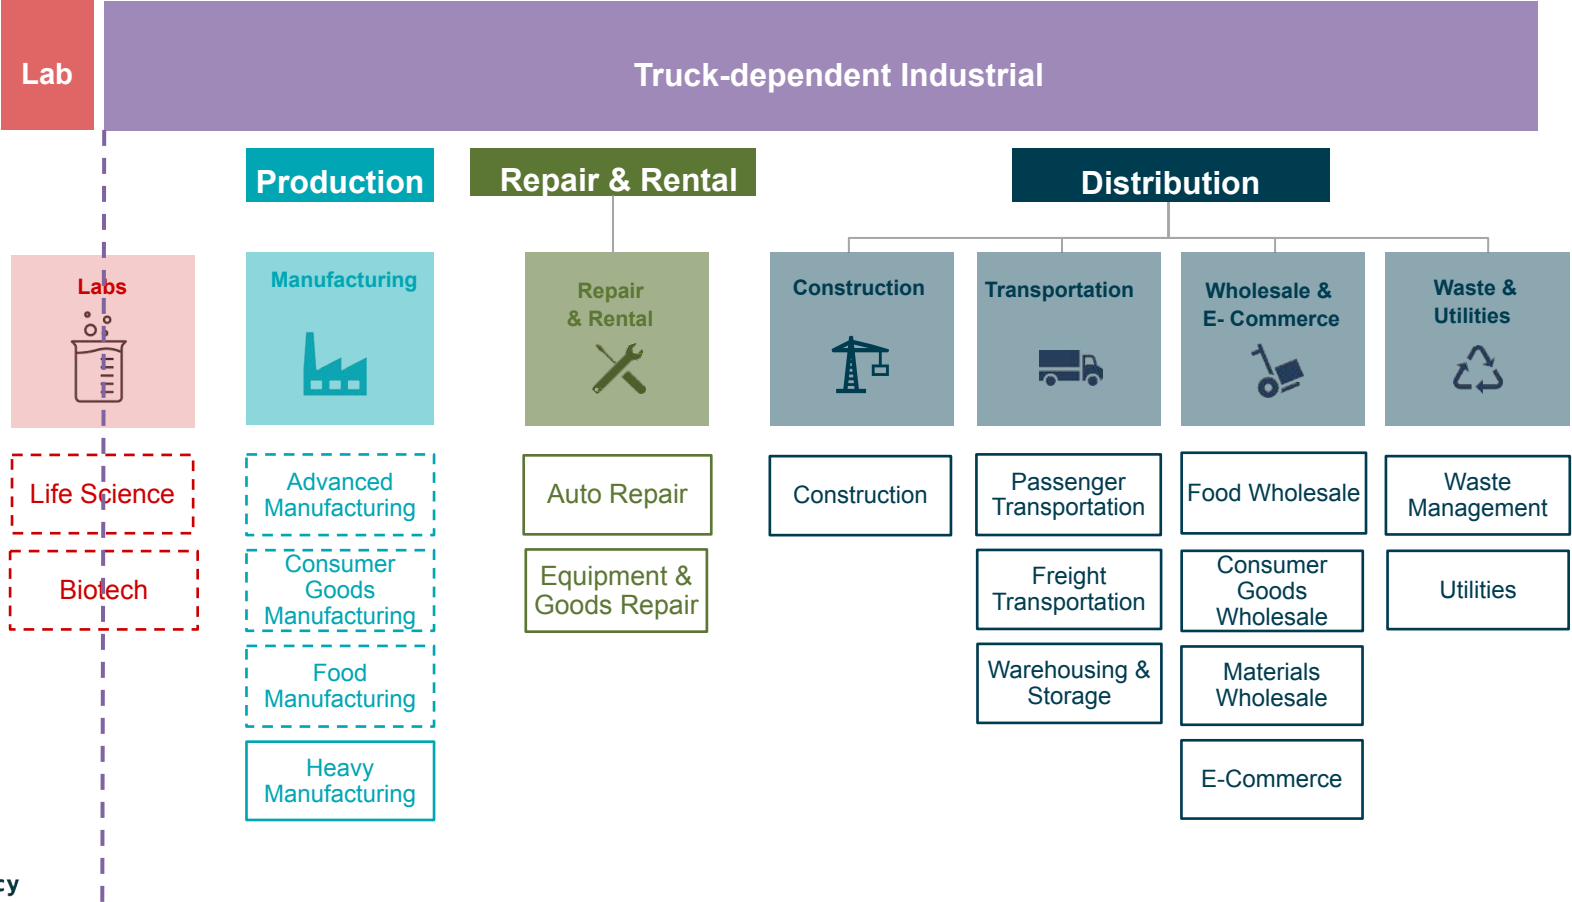 Lab
Truck-dependent Industrial
Production
Repair & Rental
Distribution
Labs
Manufacturing
Repair
& Rental
Construction
Transportation
Wholesale &
E- Commerce
Waste &
Utilities
Life Science
Biotech
Advanced
Manufacturing
Consumer
Goods
Manufacturing
Food
Manufacturing
Heavy
Manufacturing
Auto Repair
Equipment &
Goods Repair
Construction
Passenger
Transportation
Freight
Transportation
Warehousing &
Storage
Food Wholesale
Consumer
Goods
Wholesale
Materials
Wholesale
E-Commerce
Waste
Management
Utilities